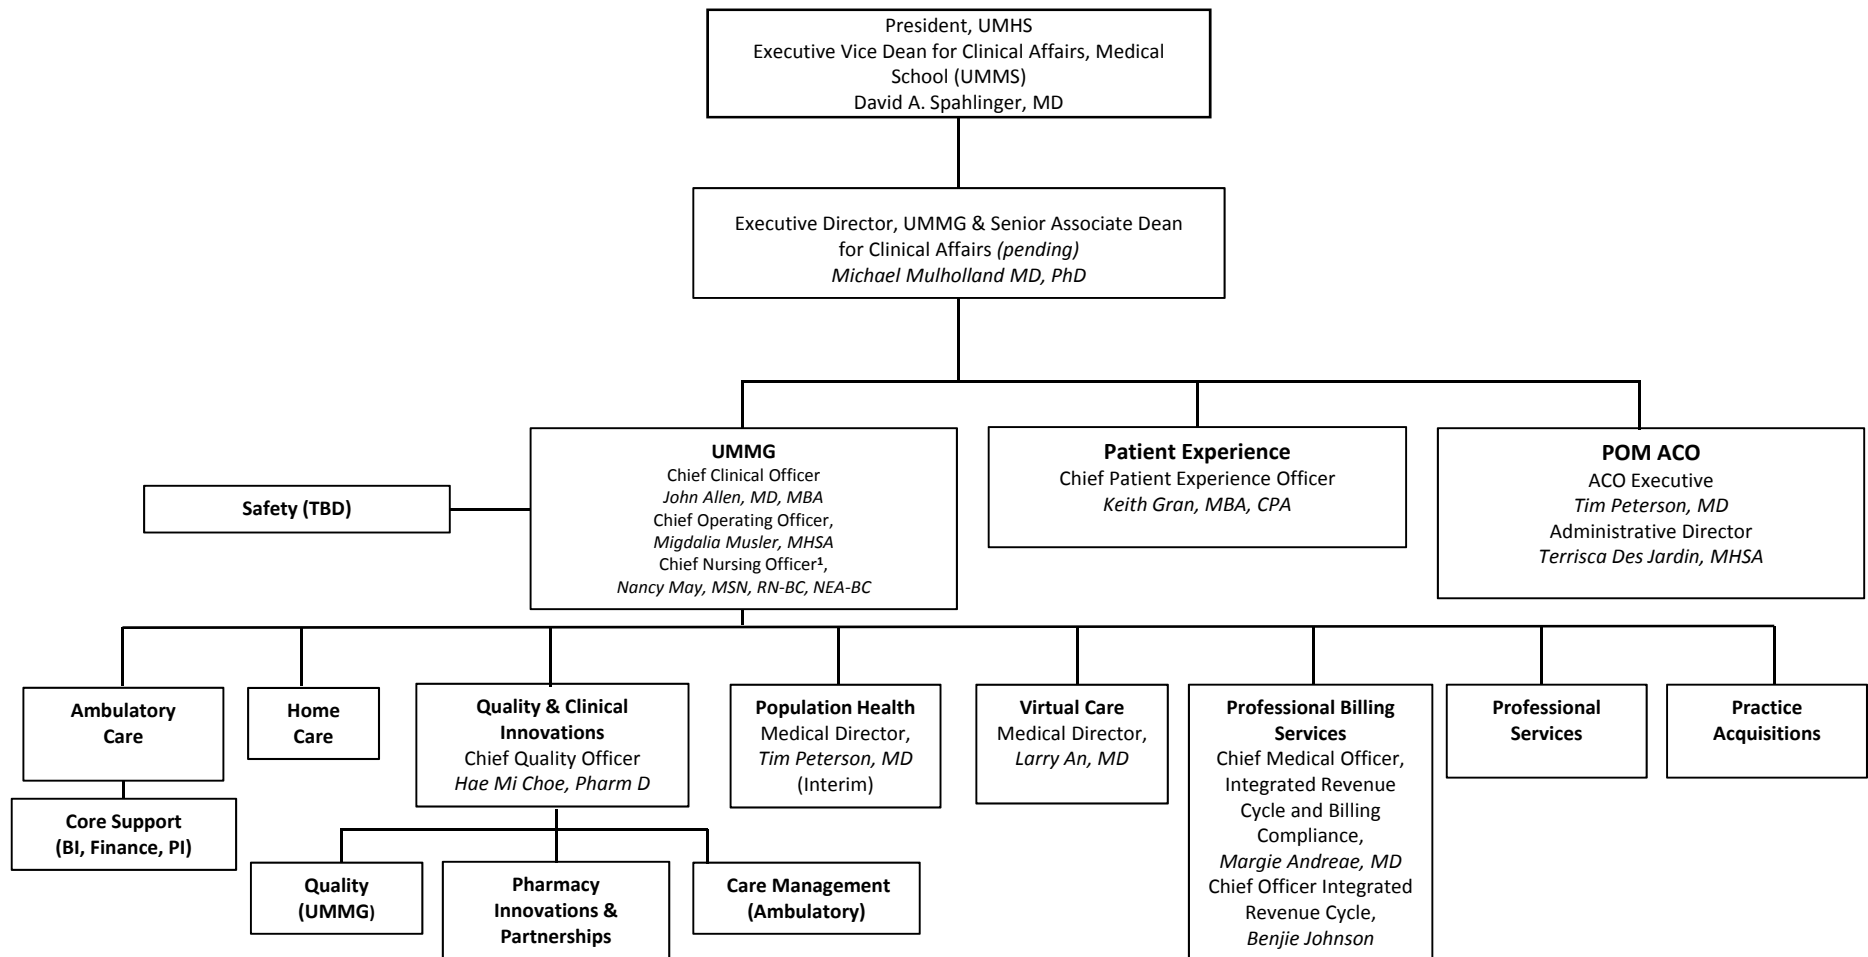 President, UMHS
Executive Vice Dean for Clinical Affairs, Medical
School (UMMS)
David A. Spahlinger, MD
Executive Director, UMMG & Senior Associate Dean
for Clinical Affairs (pending)
Michael Mulholland MD, PhD
UMMG
Chief Clinical Officer
John Allen, MD, MBA
Chief Operating Officer,
Migdalia Musler, MHSA
Chief Nursing Officer¹,
Nancy May, MSN, RN-BC, NEA-BC
Patient Experience
Chief Patient Experience Officer
Keith Gran, MBA, CPA
POM ACO
ACO Executive
Tim Peterson, MD
Administrative Director
Terrisca Des Jardin, MHSA
Safety (TBD)
Ambulatory
Care
Home
Care
Quality & Clinical
Innovations
Chief Quality Officer
Hae Mi Choe, Pharm D
Population Health
Medical Director,
Tim Peterson, MD
(Interim)
Virtual Care
Medical Director,
Larry An, MD
Professional Billing
Services
Chief Medical Officer,
Integrated Revenue
Cycle and Billing
Compliance,
Margie Andreae, MD
Chief Officer Integrated
Revenue Cycle,
Benjie Johnson
Professional
Services
Practice
Acquisitions
Core Support
(BI, Finance, PI)
Quality
(UMMG)
Pharmacy
Innovations &
Partnerships
Care Management
(Ambulatory)